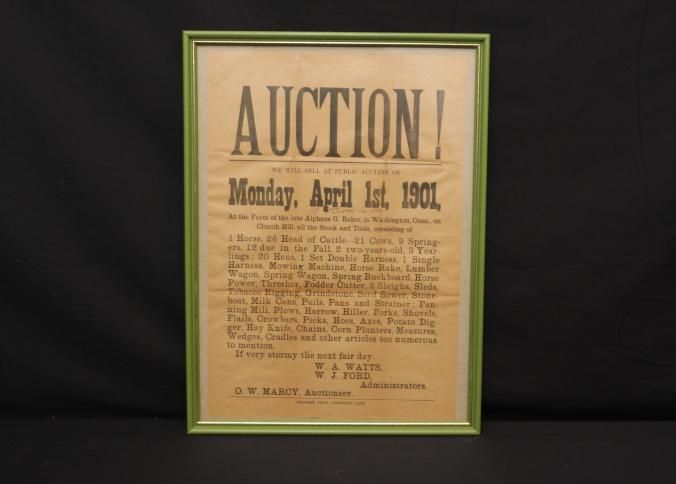 AUCTION!
WE WILL SELL AT PUBLIC AUCTION ON
Monday, April 1st, 1901,
At the Farm of the late Alpheus G. Baker, in Washington, Conn., on
Church Hill, all the Stock and Tools, consisting of
1 Horse, 26 Head of Cattle—21 Cows, 9 Spring-
ers, 12 due in the Fall, 2 two-years-old, 3 Year-
lings; 20 Hens, 1 Set Double Harness, 1 Single
Harness, Mowing Machine, Horse Rake, Lumber
Wagon, Spring Wagon, Spring Buckboard, Horse
Power, Thresher, Fodder Cutter, 2 Sleighs, Sleds,
Tobacco Rigging, Grindstone, Seed Sower, Stone-
boat, Milk Cans, Pails, Pans and Strainer; Fan-
ning Mill, Plows, Harrow, Hiller, Forks, Shovels,
Flails, Crowbars, Picks, Hoes, Axes, Potato Dig-
ger, Hay Knife, Chains, Corn Planters, Measures,
Wedges, Cradles and other articles too numerous
to mention.
If very stormy the next fair day.
W. A. WATTS,
W. J. FORD,
Administrators.
O. W. MARCY, Auctioneer.